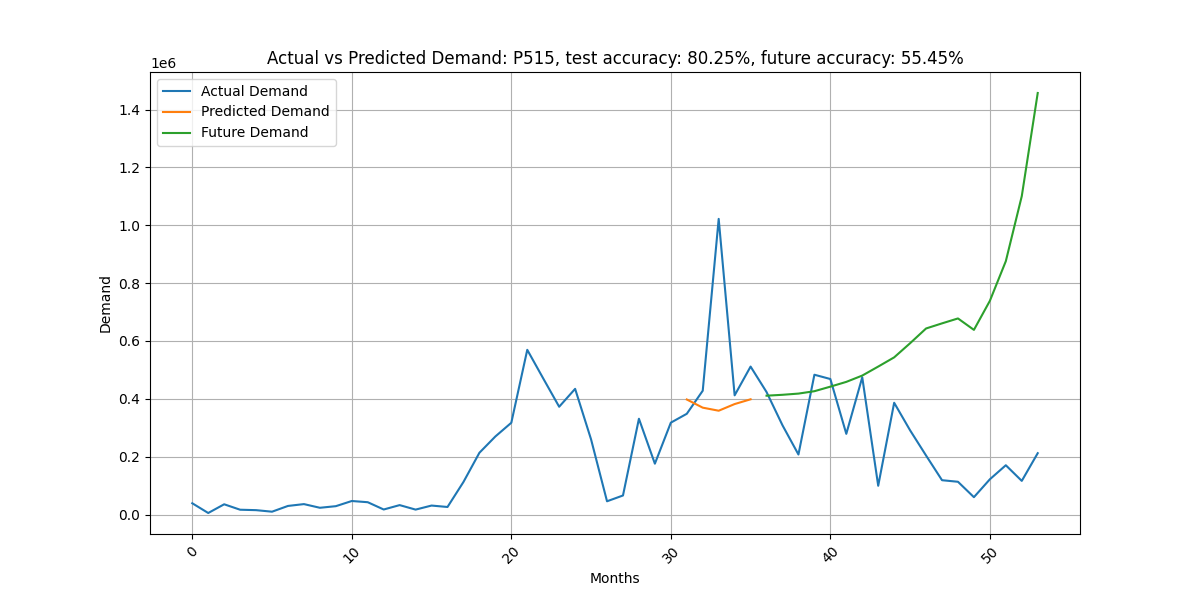 Actual vs Predicted Demand: P515, test accuracy: 80.25%, future accuracy: 55.45%
1e6
Actual Demand
Predicted Demand
Future Demand
1.4
1.2
1.0
0.8
0.6
0.4
0.2
0.0
Demand
0
10
20
30
40
50
Months